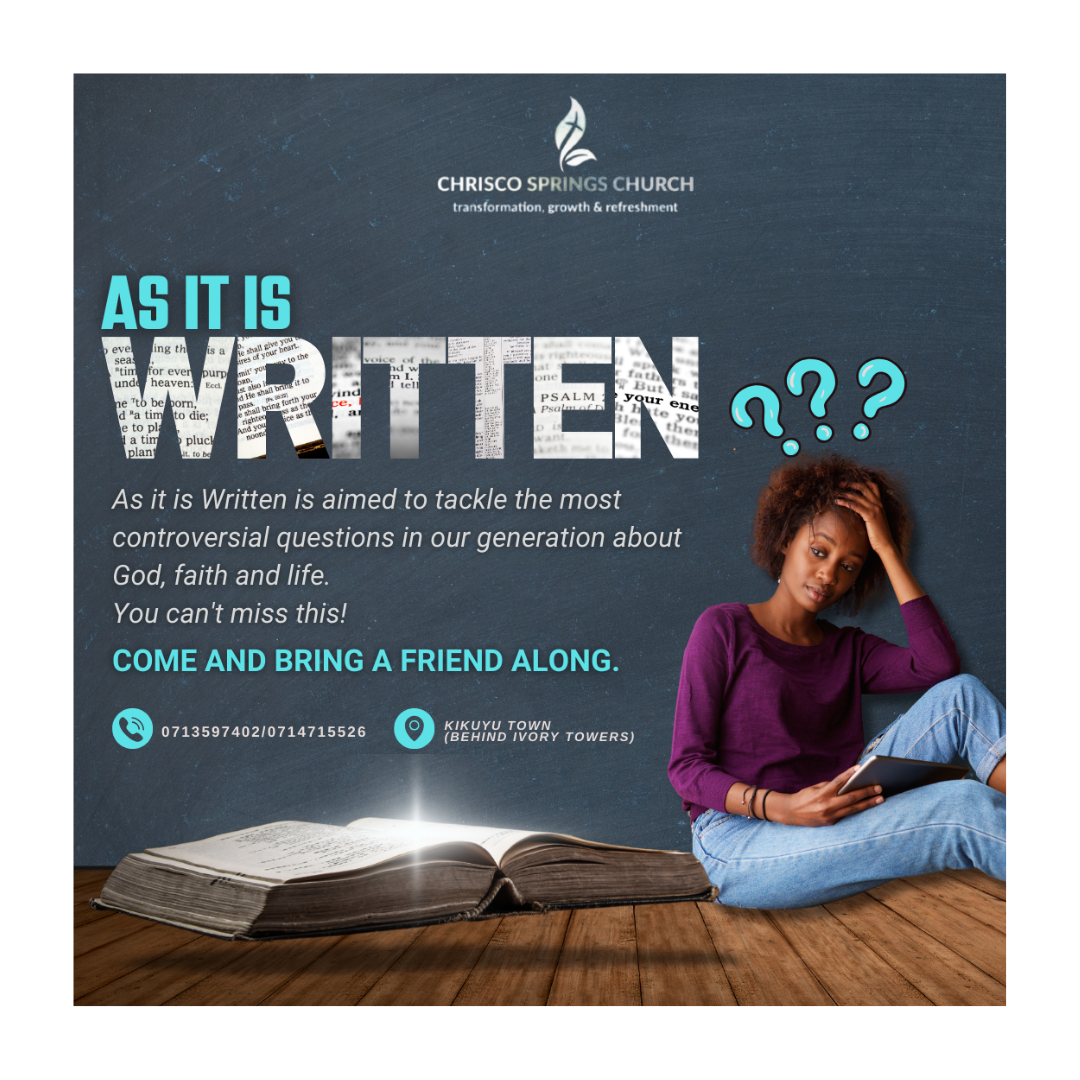 CHRISCO SPRINGS CHURCH
transformation, growth & refreshment
AS IT IS
WRITTEN
As it is Written is aimed to tackle the most
controversial questions in our generation about
God, faith and life.
You can't miss this!
COME AND BRING A FRIEND ALONG.
0713597402/0714715526
KIKUYU TOWN
(BEHIND IVORY TOWERS)
???